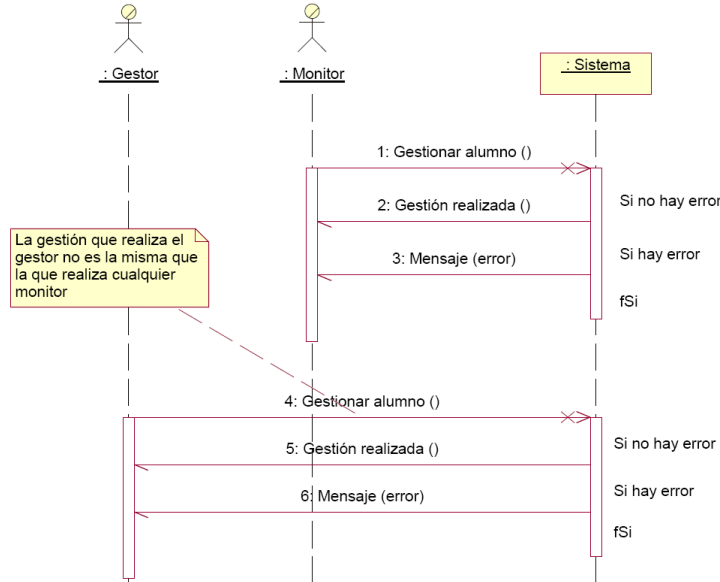 : Gestor
: Monitor
: Sistema
1: Gestionar alumno ()
Si no hay error
2: Gestión realizada ()
La gestión que realiza el
gestor no es la misma que
la que realiza cualquier
monitor
Si hay error
3: Mensaje (error)
fSi
4: Gestionar alumno ()
Si no hay error
5: Gestión realizada ()
Si hay error
6: Mensaje (error)
fSi